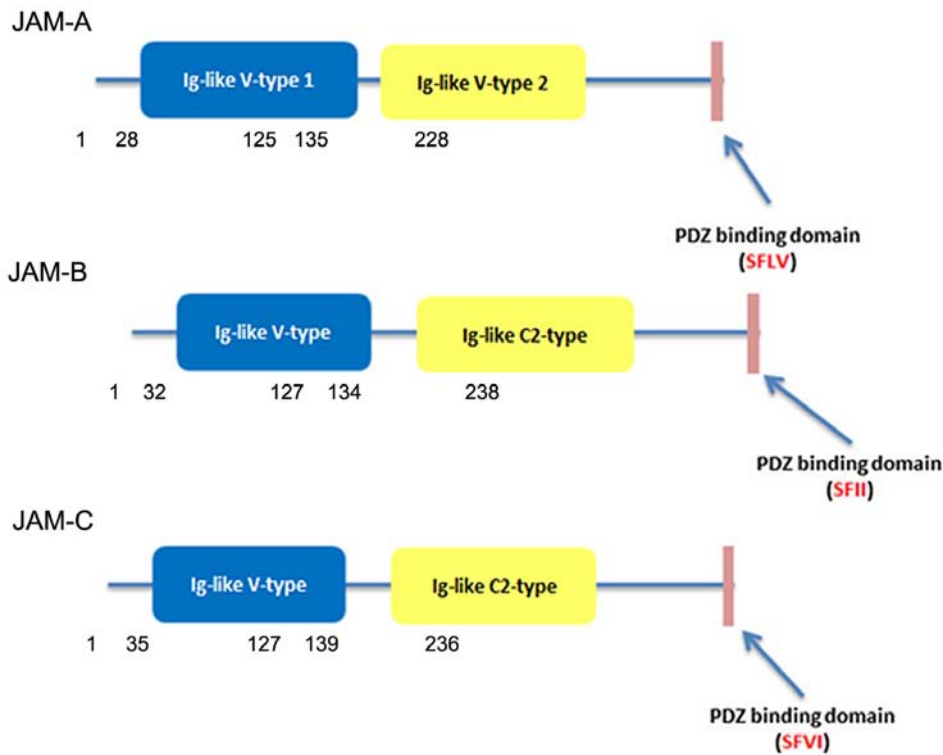 JAM-A
Ig-like V-type 1 Ig-like V-type 2
1 28 125 135 228
PDZ binding domain
(SFLV)
JAM-B
Ig-like V-type Ig-like C2-type
1 32 127 134 238
PDZ binding domain
(SFII)
JAM-C
Ig-like V-type Ig-like C2-type
1 35 127 139 236
PDZ binding domain
(SFVI)